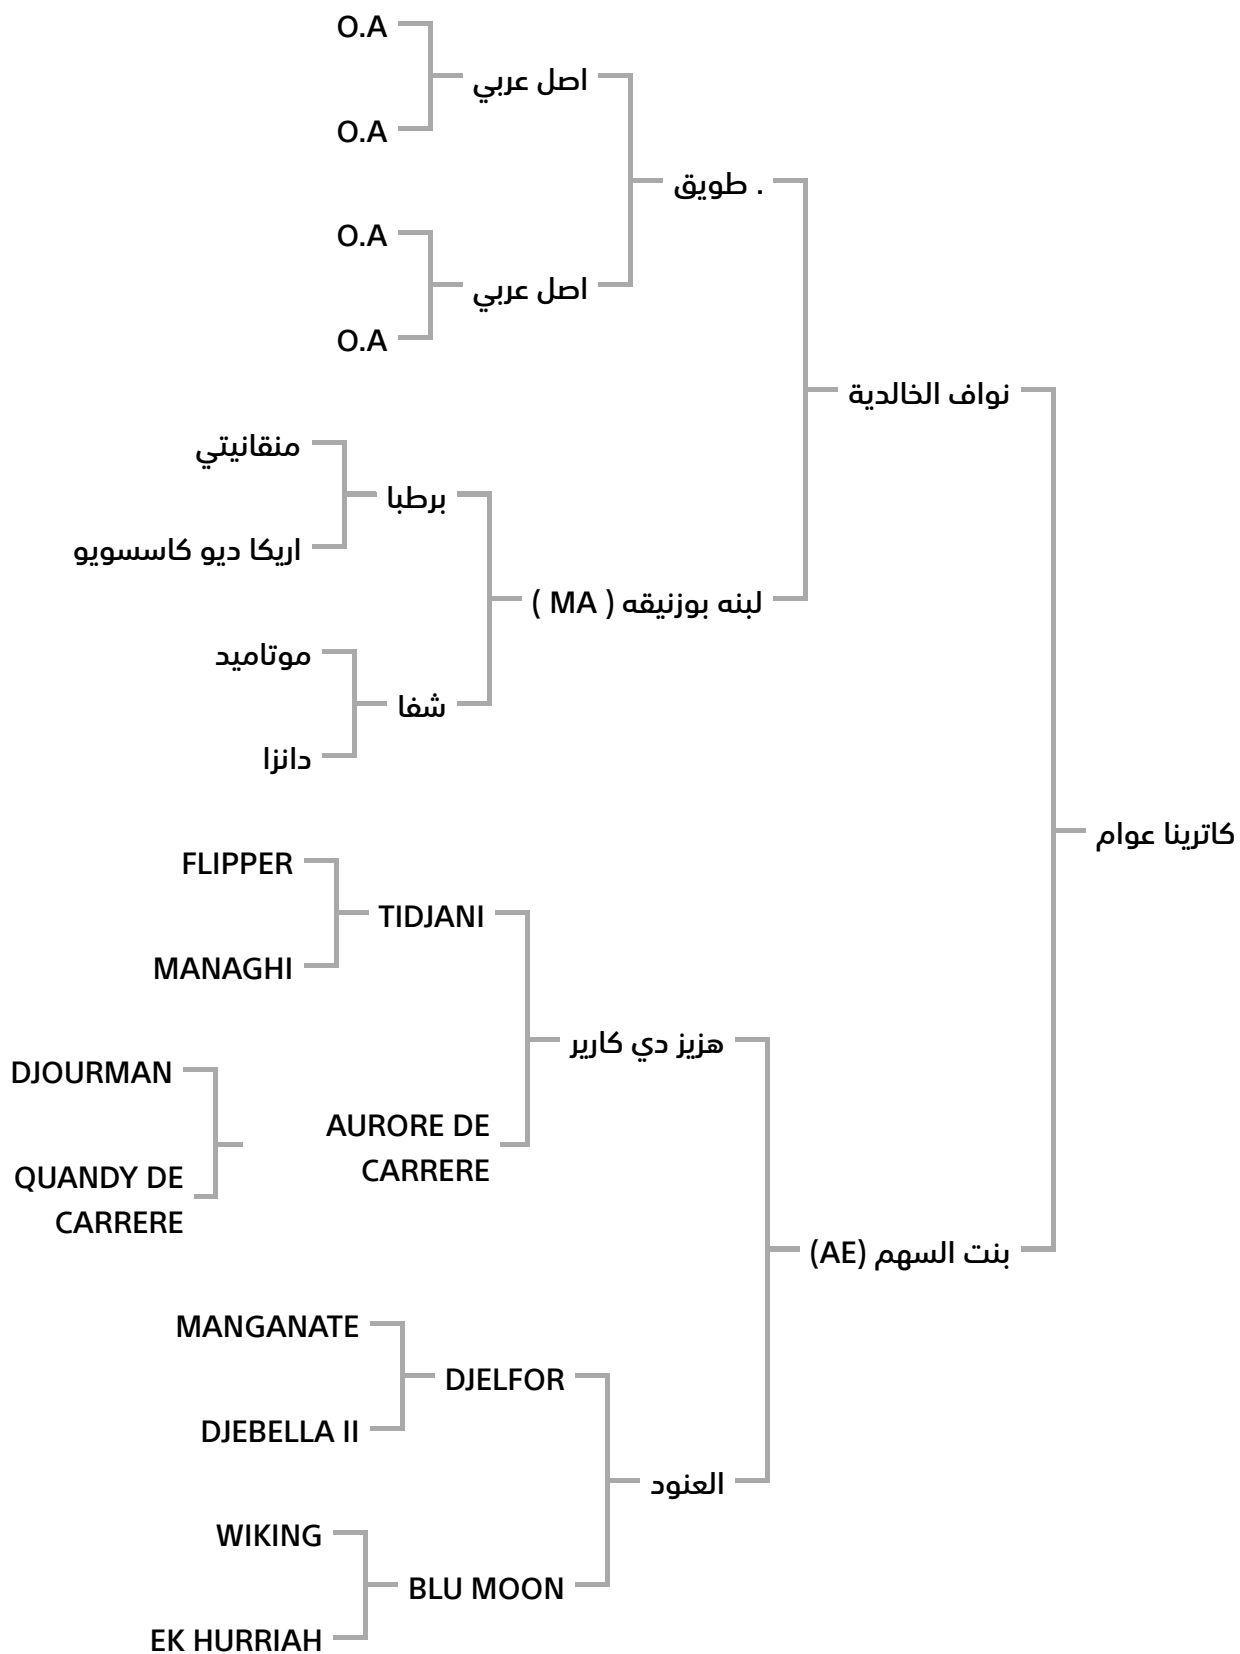 O.A
اصل عربي
O.A
طويق .
O.A
اصل عربي
O.A
نواف الخالدية
منقانيتي
برطبا
اريكا ديو كاسسويو
لبنه بوزنيقه ( MA )
موتاميد
شفا
دانزا
كاترينا عوام
FLIPPER
TIDJANI
MANAGHI
هزيز دي كارير
DJOURMAN
AURORE DE
CARRERE
QUANDY DE
CARRERE
بنت السهم (AE)
MANGANATE
DJELFOR
DJEBELLA II
العنود
WIKING
BLU MOON
EK HURRIAH